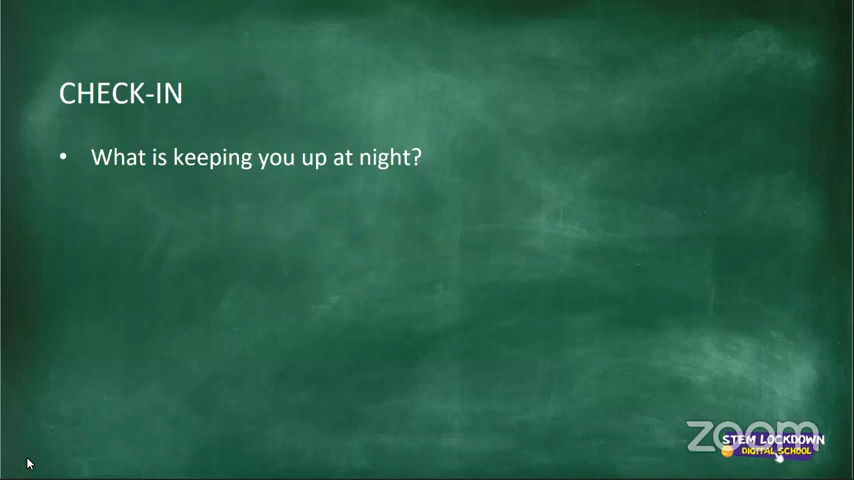 CHECK-IN
• What is keeping you up at night?
zoom
STEM LOCKDOWN
DIGITAL SCHOOL